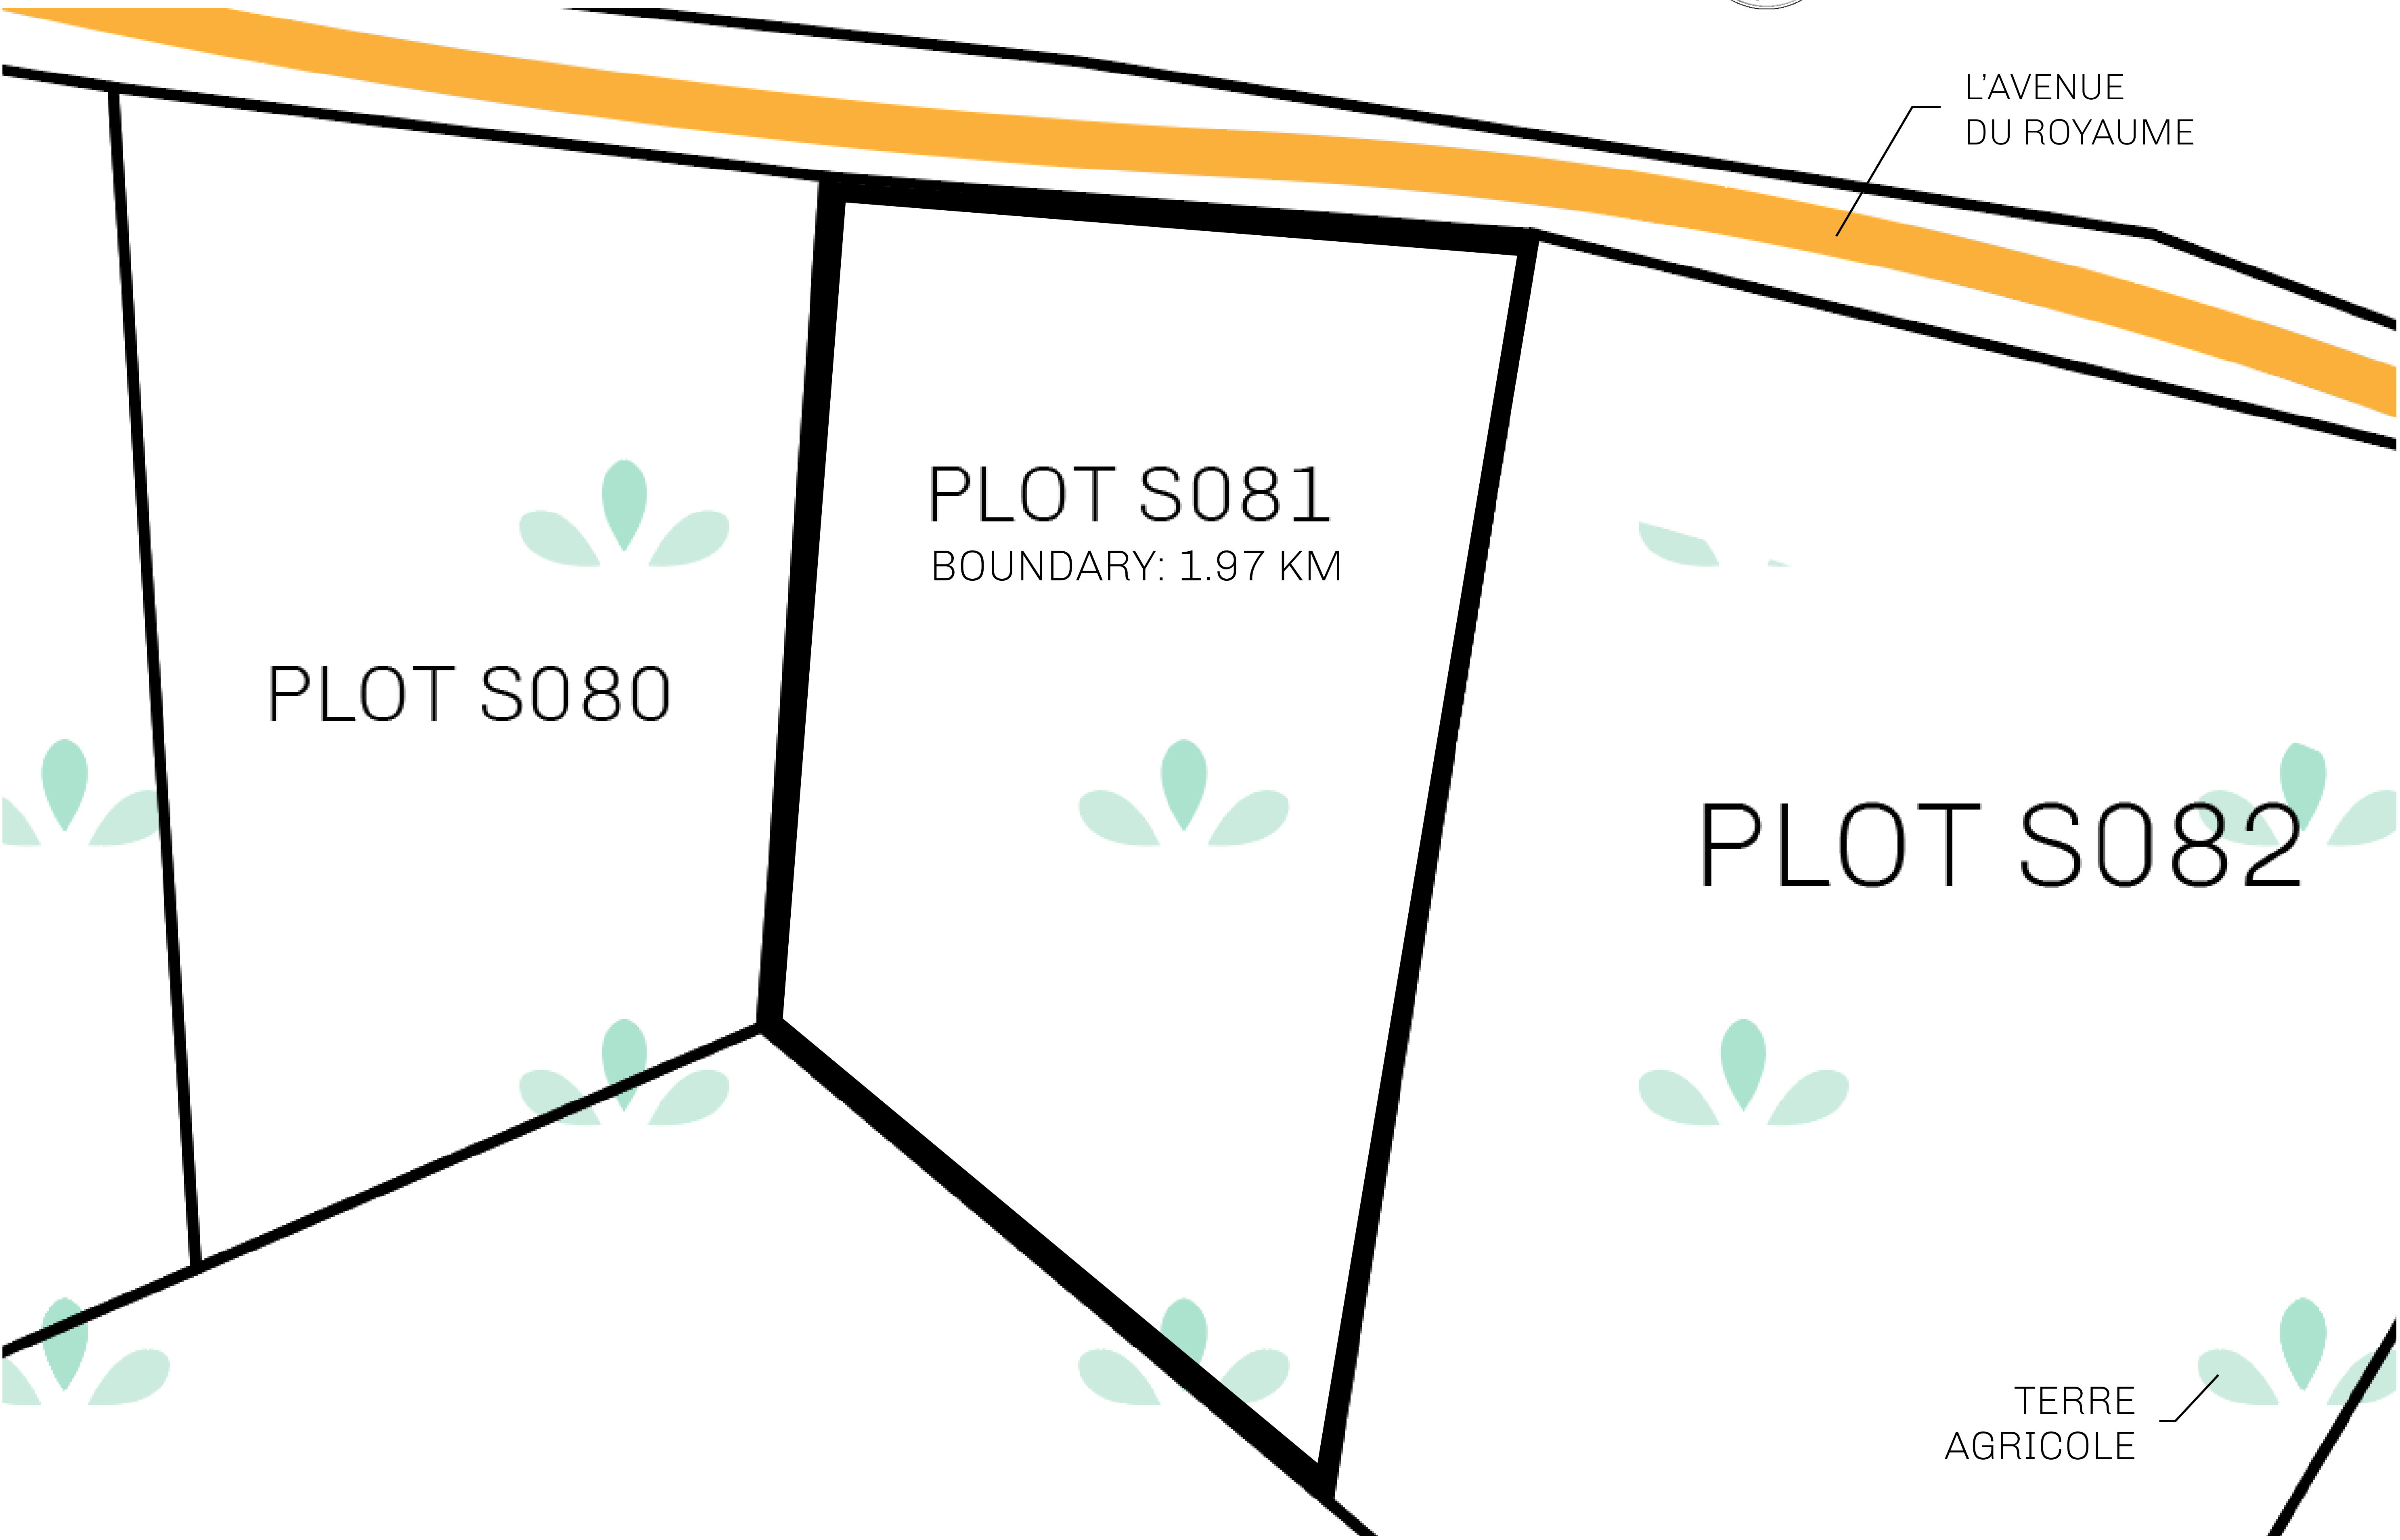 L'AVENUE
DU ROYAUME
PLOT S081
BOUNDARY: 1.97 KM
PLOT S080
PLOT S082
TERRE
AGRICOLE